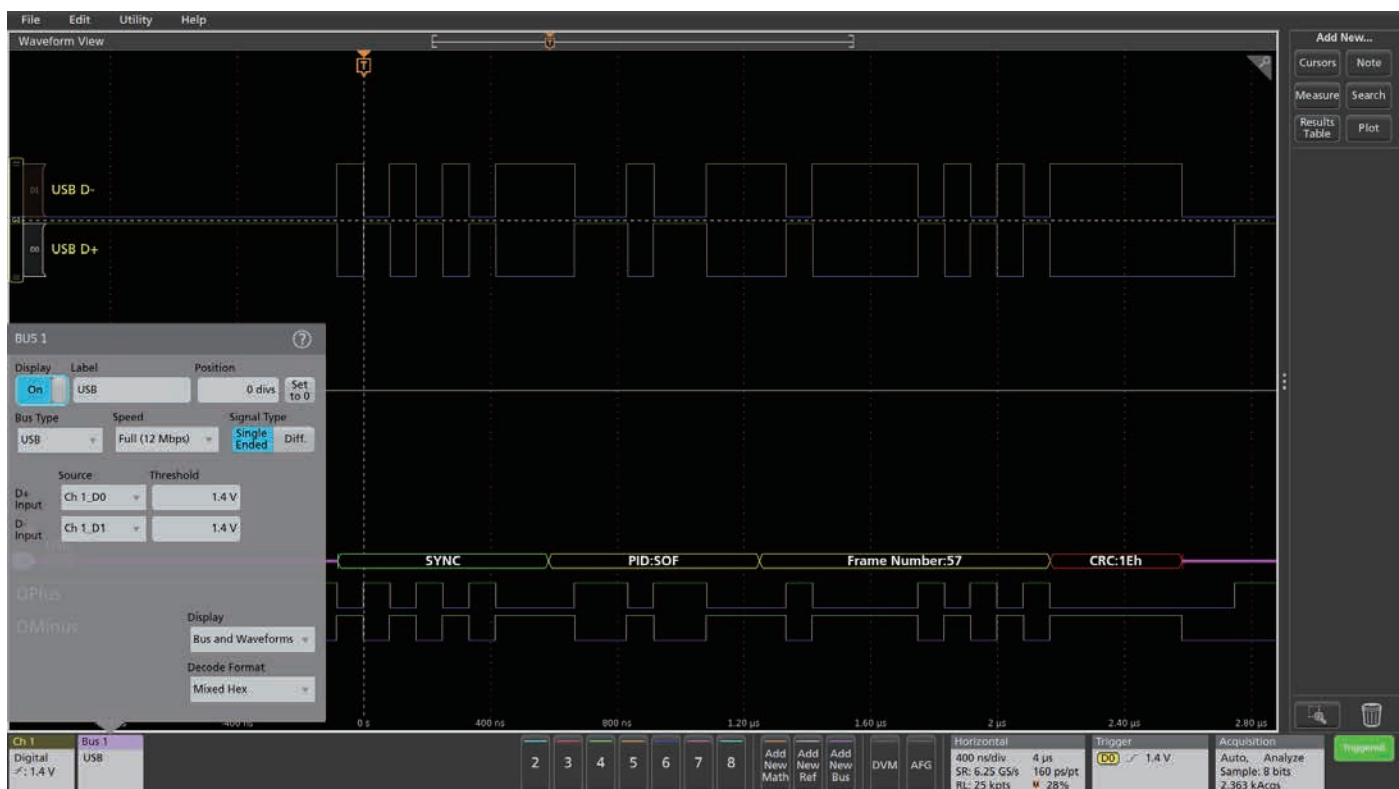 File Edit Utility Help
Waveform View
Add New...
Cursors Note
Measure Search
Results Table Plot
T
T
D1 USB D-
D0 USB D+
BUS 1
?
Display Label Position
On USB 0 divs Set to 0
Bus Type Speed Signal Type
USB Full (12 Mbps) Single Ended Diff.
Source Threshold
D+ Input Ch 1_D0 1.4 V
D- Input Ch 1_D1 1.4 V
SYNC PID:SOF Frame Number:57 CRC:1Eh
DPlus
DMinus
Display
Bus and Waveforms
Decode Format
Mixed Hex
-400 ns 0 s 400 ns 800 ns 1.20 µs 1.60 µs 2 µs 2.40 µs 2.80 µs
Ch 1
Digital
: 1.4 V
Bus 1
USB
2 3 4 5 6 7 8
Add New Math
Add New Ref
Add New Bus
DVM AFG
Horizontal
400 ns/div 4 µs
SR: 6.25 GS/s 160 ps/pt
RL: 25 kpts 28%
Trigger
D0 1.4 V
Acquisition
Auto, Analyze
Sample: 8 bits
2.363 kAcqs
Triggered